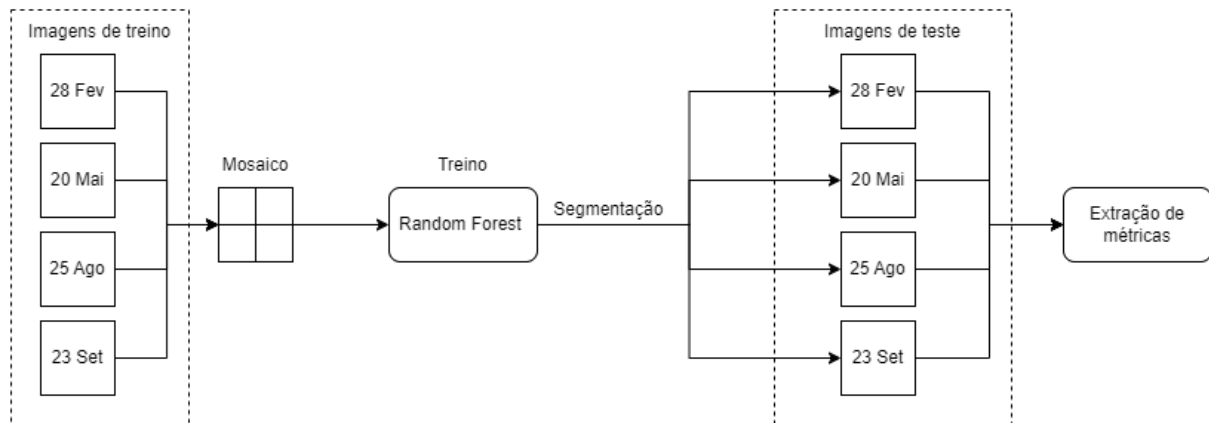 Imagens de treino
28 Fev
20 Mai
25 Ago
23 Set
Mosaico
Treino
Random Forest
Segmentação
Imagens de teste
28 Fev
20 Mai
25 Ago
23 Set
Extração de
métricas